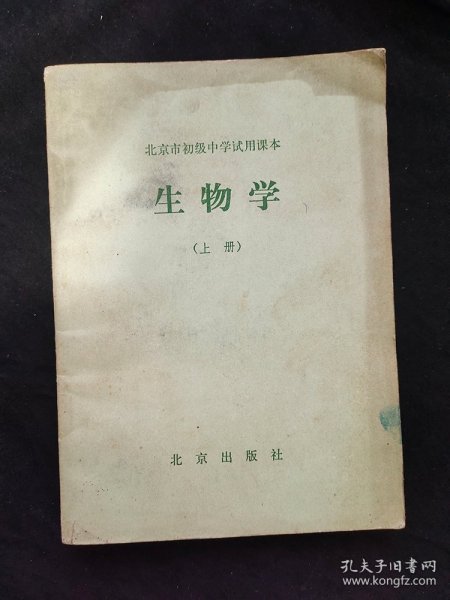 北京市初级中学试用课本
生物学
（上 册）
北京出版社
孔夫子旧书网
www.kongfz.com